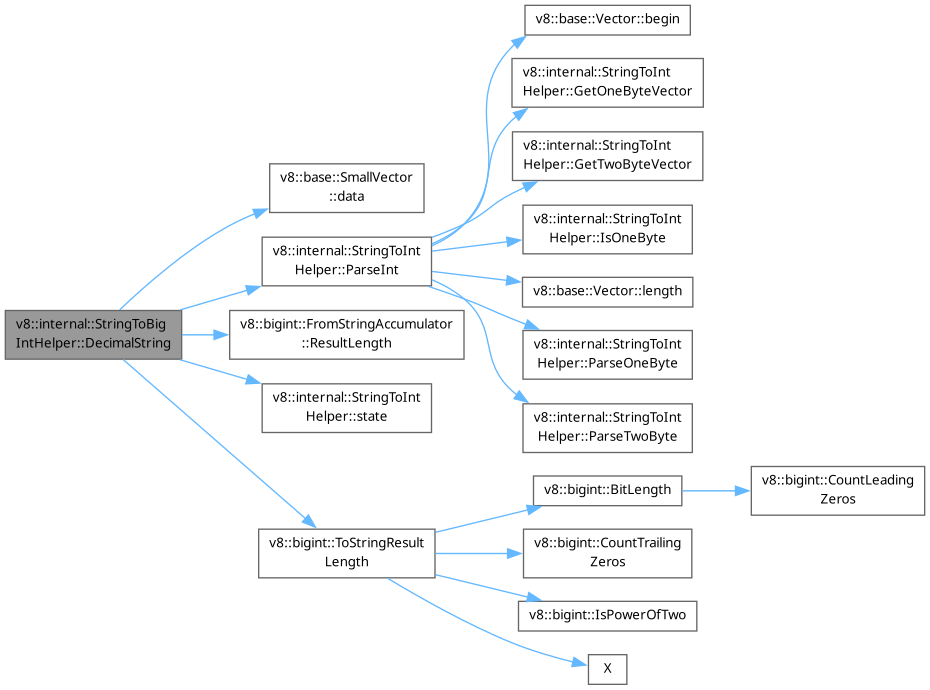 v8::internal::StringToBig
IntHelper::DecimalString
v8::base::SmallVector
::data
v8::internal::StringToInt
Helper::ParseInt
v8::bigint::FromStringAccumulator
::ResultLength
v8::internal::StringToInt
Helper::state
v8::bigint::ToStringResult
Length
v8::base::Vector::begin
v8::internal::StringToInt
Helper::GetOneByteVector
v8::internal::StringToInt
Helper::GetTwoByteVector
v8::internal::StringToInt
Helper::IsOneByte
v8::base::Vector::length
v8::internal::StringToInt
Helper::ParseOneByte
v8::internal::StringToInt
Helper::ParseTwoByte
v8::bigint::BitLength
v8::bigint::CountTrailing
Zeros
v8::bigint::IsPowerOfTwo
X
v8::bigint::CountLeading
Zeros